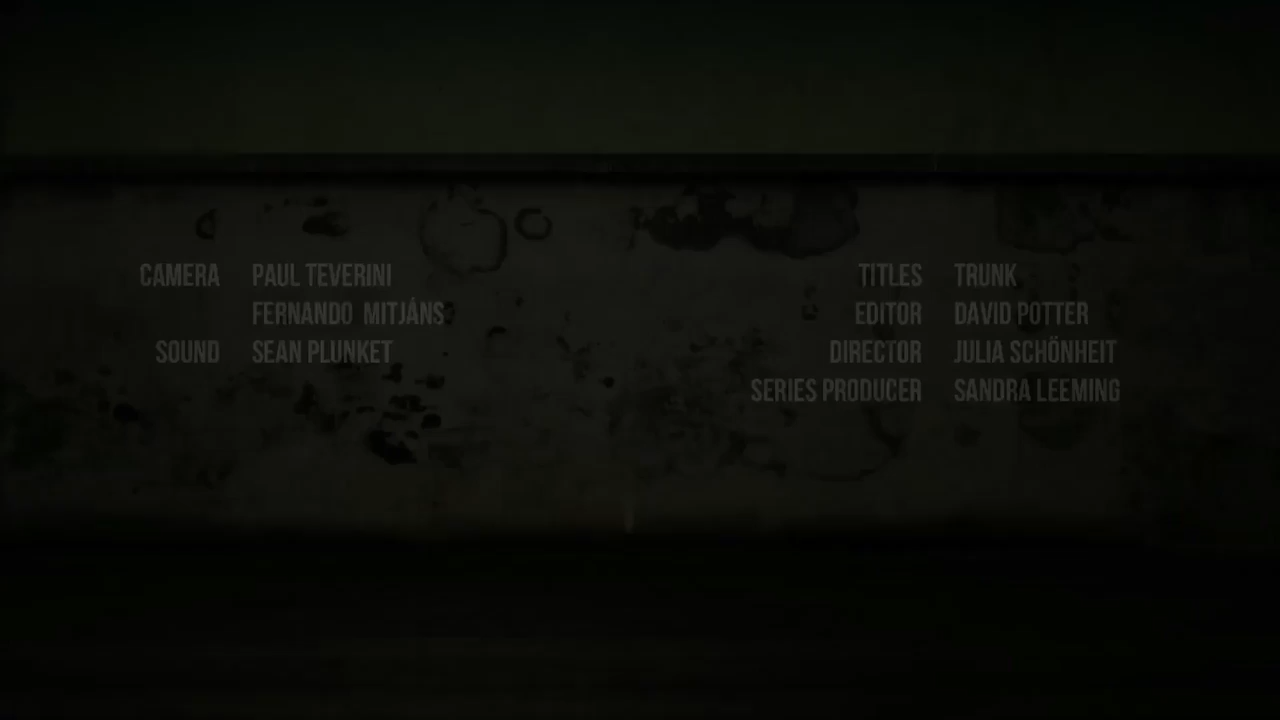 CAMERA PAUL TEVERINI
FERNANDO MITJÁNS
SOUND SEAN PLUNKET
TITLES TRUNK
EDITOR DAVID POTTER
DIRECTOR JULIA SCHÖNHEIT
SERIES PRODUCER SANDRA LEEMING